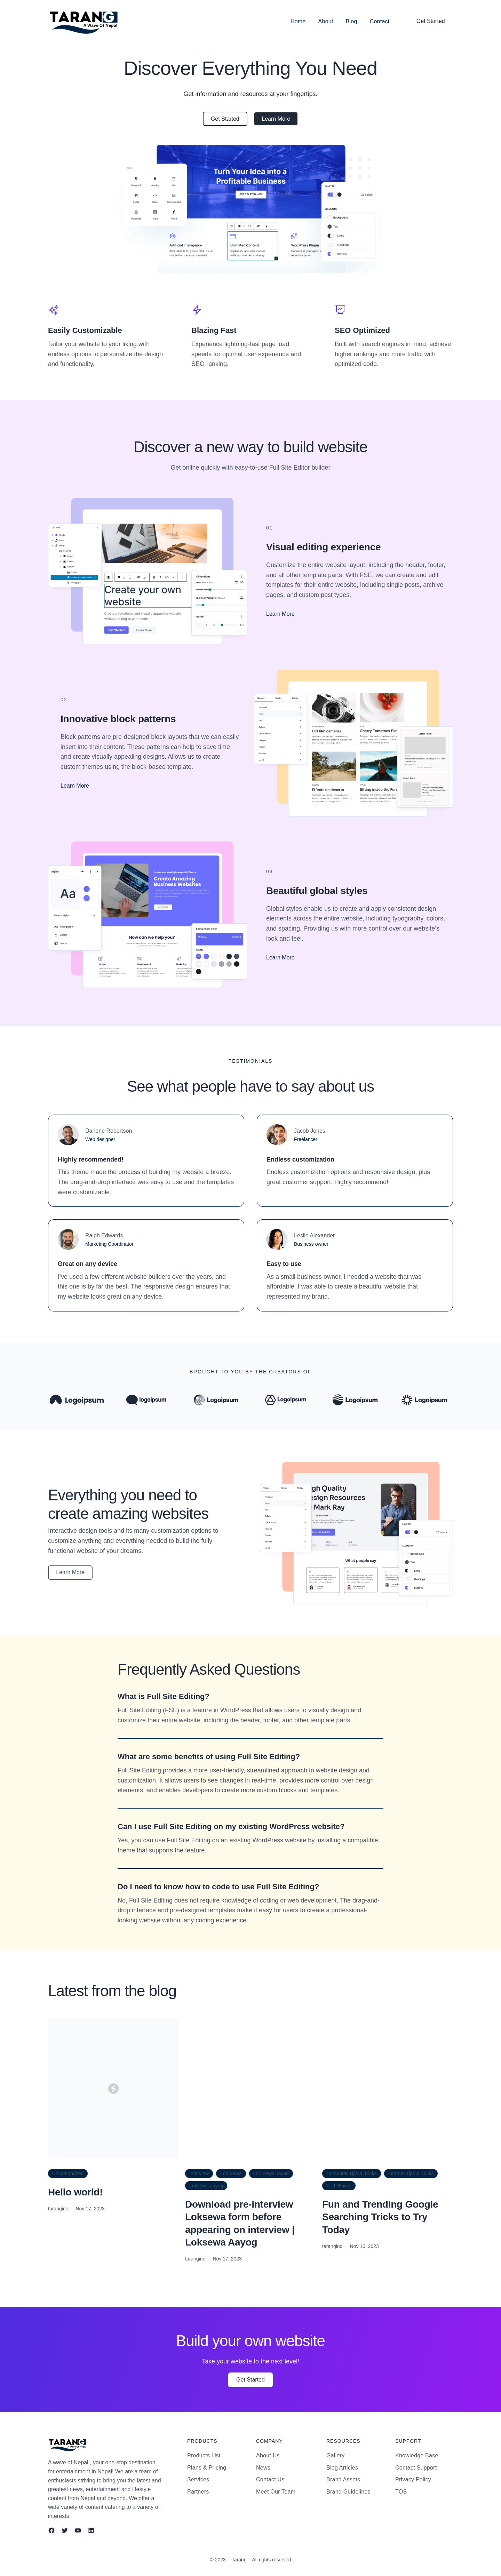 TARANG
A Wave Of Nepal
Home About Blog Contact Get Started
Discover Everything You Need
Get information and resources at your fingertips.
Get Started Learn More
Turn Your Idea into a
Profitable Business
GET STARTED NOW
Artificial Intelligence Unlimited Content WordPress Plugin
Easily Customizable
Tailor your website to your liking with
endless options to personalize the design
and functionality.
Blazing Fast
Experience lightning-fast page load
speeds for optimal user experience and
SEO ranking.
SEO Optimized
Built with search engines in mind, achieve
higher rankings and more traffic with
optimized code.
Discover a new way to build website
Get online quickly with easy-to-use Full Site Editor builder
Create your own
website
01
Visual editing experience
Customize the entire website layout, including the header, footer,
and all other template parts. With FSE, we can create and edit
templates for their entire website, including single posts, archive
pages, and custom post types.
Learn More
02
Innovative block patterns
Block patterns are pre-designed block layouts that we can easily
insert into their content. These patterns can help to save time
and create visually appealing designs. Allows us to create
custom themes using the block-based template.
Learn More
Old film cameras Cherry Tomatoes Pla
Effects on deserts Sitting inside the
Aa
Create Amazing
Business Websites
How can we help you?
03
Beautiful global styles
Global styles enable us to create and apply consistent design
elements across the entire website, including typography, colors,
and spacing. Providing us with more control over our website's
look and feel.
Learn More
TESTIMONIALS
See what people have to say about us
Darlene Robertson
Web designer
Highly recommended!
This theme made the process of building my website a breeze.
The drag-and-drop interface was easy to use and the templates
were customizable.
Jacob Jones
Freelancer
Endless customization
Endless customization options and responsive design, plus
great customer support. Highly recommend!
Ralph Edwards
Marketing Coordinator
Great on any device
I've used a few different website builders over the years, and
this one is by far the best. The responsive design ensures that
my website looks great on any device.
Leslie Alexander
Business owner
Easy to use
As a small business owner, I needed a website that was
affordable. I was able to create a beautiful website that
represented my brand.
BROUGHT TO YOU BY THE CREATORS OF
Logoipsum logoipsum Logoipsum Logoipsum Logoipsum Logoipsum
Everything you need to
create amazing websites
Interactive design tools and its many customization options to
customize anything and everything needed to build the fully-
functional website of your dreams.
Learn More
igh Quality
esign Resources
Mark Ray
What people say
Frequently Asked Questions
What is Full Site Editing?
Full Site Editing (FSE) is a feature in WordPress that allows users to visually design and
customize their entire website, including the header, footer, and other template parts.
What are some benefits of using Full Site Editing?
Full Site Editing provides a more user-friendly, streamlined approach to website design and
customization. It allows users to see changes in real-time, provides more control over design
elements, and enables developers to create more custom blocks and templates.
Can I use Full Site Editing on my existing WordPress website?
Yes, you can use Full Site Editing on an existing WordPress website by installing a compatible
theme that supports the feature.
Do I need to know how to code to use Full Site Editing?
No, Full Site Editing does not require knowledge of coding or web development. The drag-and-
drop interface and pre-designed templates make it easy for users to create a professional-
looking website without any coding experience.
Latest from the blog
Hello world!
taranginc · Nov 17, 2023
Download pre-interview
Loksewa form before
appearing on interview |
Loksewa Aayog
taranginc · Nov 17, 2023
Fun and Trending Google
Searching Tricks to Try
Today
taranginc · Nov 16, 2023
Build your own website
Take your website to the next level!
Get Started
TARANG
A Wave Of Nepal
A wave of Nepal , your one-stop destination
for entertainment in Nepal! We are a team of
enthusiasts striving to bring you the latest and
greatest news, entertainment and lifestyle
content from Nepal and beyond. We offer a
wide variety of content catering to a variety of
interests.
PRODUCTS
Products List
Plans & Pricing
Services
Partners
COMPANY
About Us
News
Contact Us
Meet Our Team
RESOURCES
Gallery
Blog Articles
Brand Assets
Brand Guidelines
SUPPORT
Knowledge Base
Contact Support
Privacy Policy
TOS
© 2023 · Tarang · All rights reserved